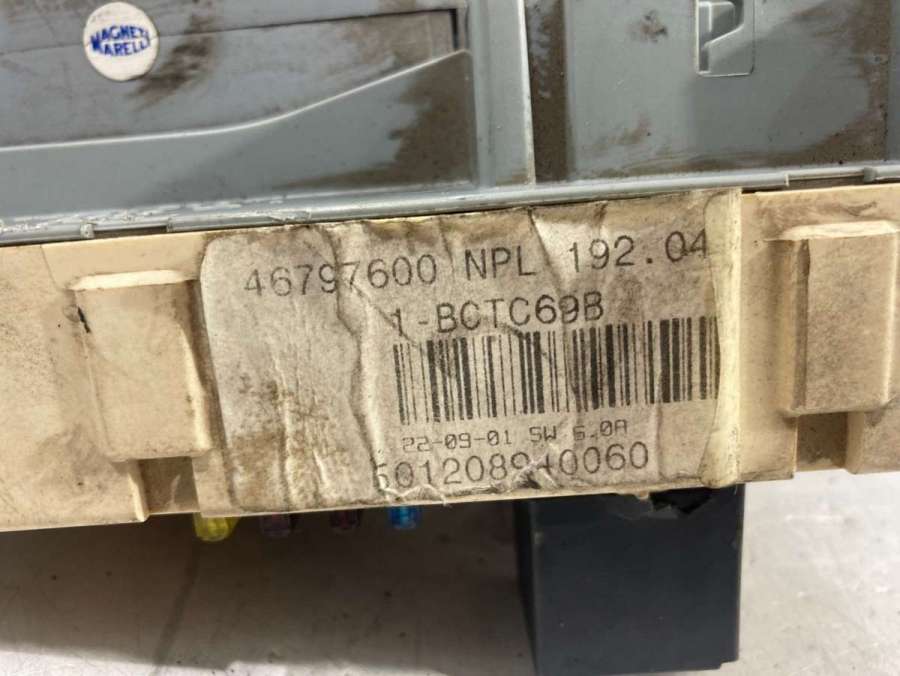 MAGNETI
MARELLI
46797600 NPL 192.04
1-BCTC69B
22-09-01 SW 6.0A
501208940060